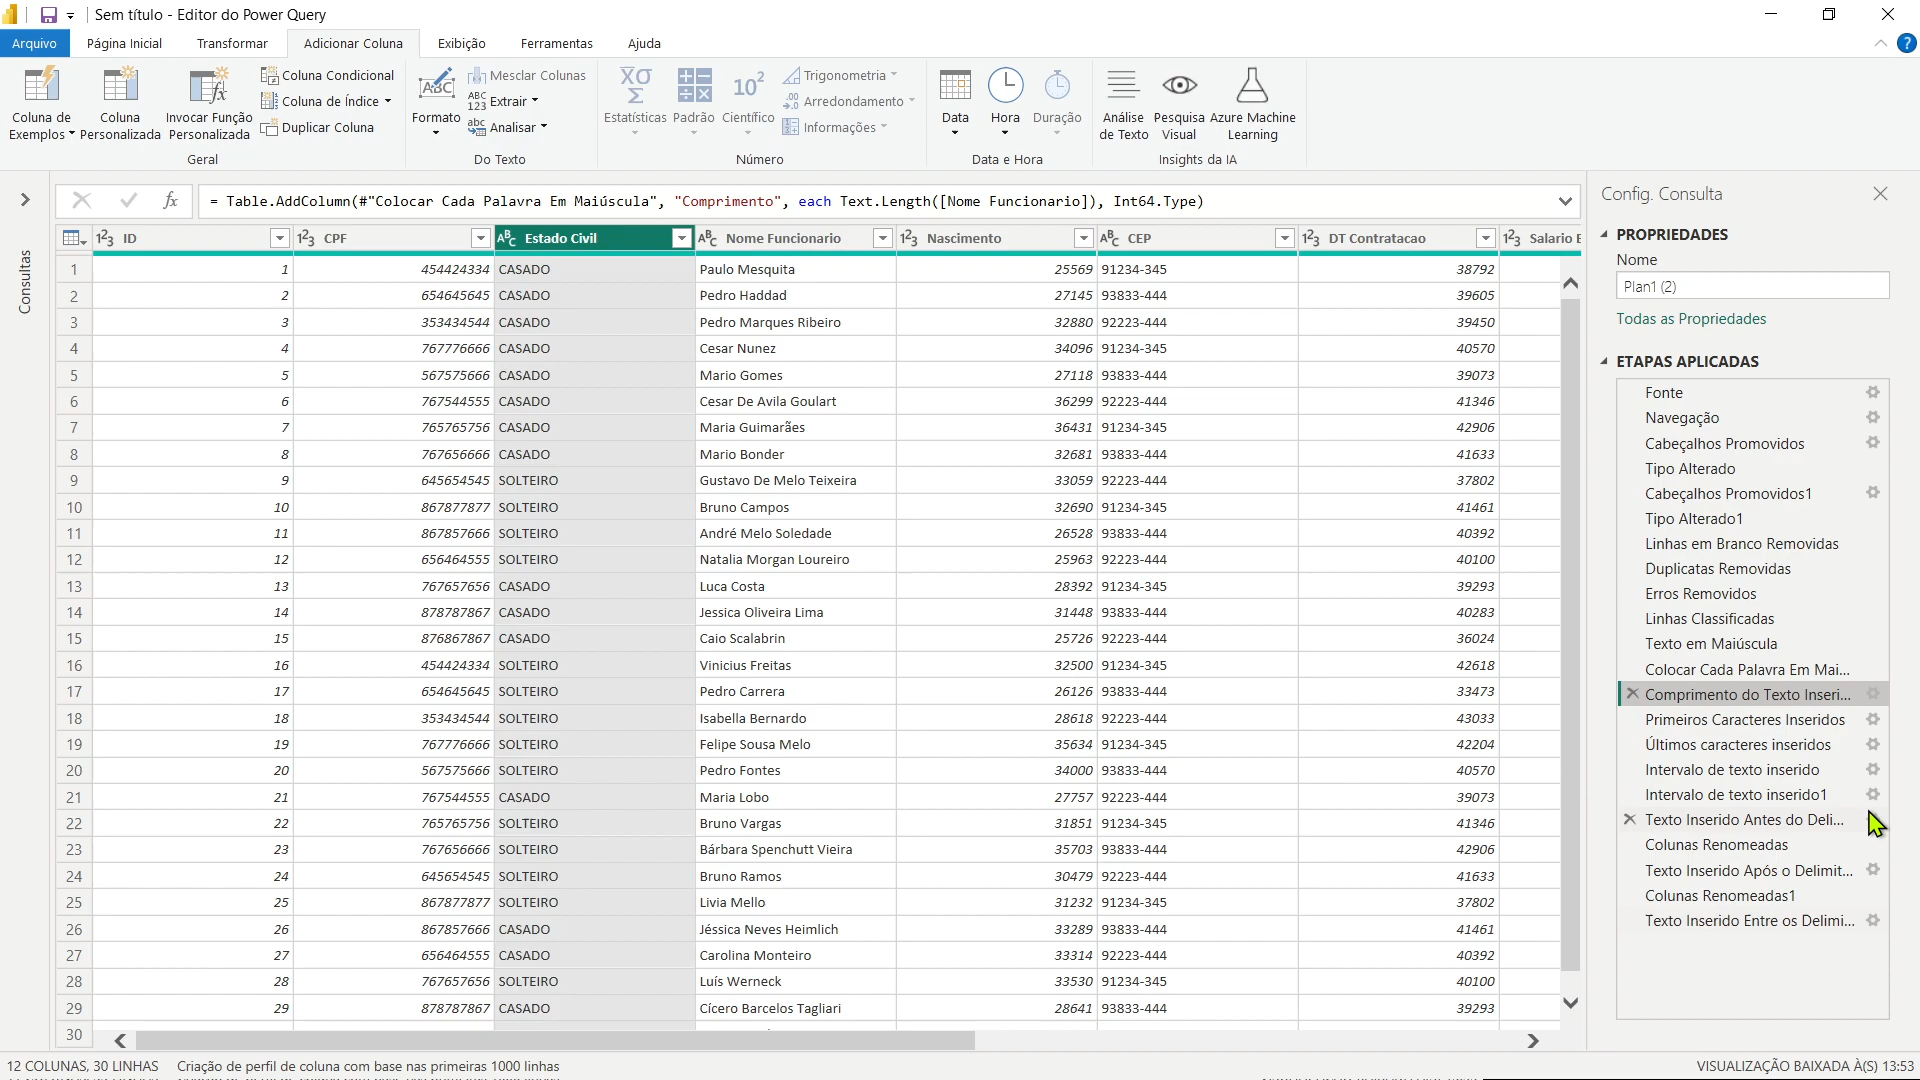 Sem título - Editor do Power Query
Arquivo Página Inicial Transformar Adicionar Coluna Exibição Ferramentas Ajuda
Coluna de Exemplos
Coluna Personalizada
Invocar Função Personalizada
Coluna Condicional
Coluna de Índice
Duplicar Coluna
Geral
Formato
Mesclar Colunas
Extrair
Analisar
Do Texto
Estatísticas
Padrão
Científico
Trigonometria
Arredondamento
Informações
Número
Data
Hora
Duração
Data e Hora
Análise de Texto
Pesquisa Visual
Azure Machine Learning
Insights da IA
= Table.AddColumn(#"Colocar Cada Palavra Em Maiúscula", "Comprimento", each Text.Length([Nome Funcionario]), Int64.Type)
Consultas
ID CPF Estado Civil Nome Funcionario Nascimento CEP DT Contratacao Salario
1 1 454424334 CASADO Paulo Mesquita 25569 91234-345 38792
2 2 654645645 CASADO Pedro Haddad 27145 93833-444 39605
3 3 353434544 CASADO Pedro Marques Ribeiro 32880 92223-444 39450
4 4 767776666 CASADO Cesar Nunez 34096 91234-345 40570
5 5 567575666 CASADO Mario Gomes 27118 93833-444 39073
6 6 767544555 CASADO Cesar De Avila Goulart 36299 92223-444 41346
7 7 765765756 CASADO Maria Guimarães 36431 91234-345 42906
8 8 767656666 CASADO Mario Bonder 32681 93833-444 41633
9 9 645654545 SOLTEIRO Gustavo De Melo Teixeira 33059 92223-444 37802
10 10 867877877 SOLTEIRO Bruno Campos 32690 91234-345 41461
11 11 867857666 SOLTEIRO André Melo Soledade 26528 93833-444 40392
12 12 656464555 SOLTEIRO Natalia Morgan Loureiro 25963 92223-444 40100
13 13 767657656 CASADO Luca Costa 28392 91234-345 39293
14 14 878787867 CASADO Jessica Oliveira Lima 31448 93833-444 40283
15 15 876867867 CASADO Caio Scalabrin 25726 92223-444 36024
16 16 454424334 SOLTEIRO Vinicius Freitas 32500 91234-345 42618
17 17 654645645 SOLTEIRO Pedro Carrera 26126 93833-444 33473
18 18 353434544 SOLTEIRO Isabella Bernardo 28618 92223-444 43033
19 19 767776666 SOLTEIRO Felipe Sousa Melo 35634 91234-345 42204
20 20 567575666 SOLTEIRO Pedro Fontes 34000 93833-444 40570
21 21 767544555 CASADO Maria Lobo 27757 92223-444 39073
22 22 765765756 SOLTEIRO Bruno Vargas 31851 91234-345 41346
23 23 767656666 SOLTEIRO Bárbara Spenchutt Vieira 35703 93833-444 42906
24 24 645654545 SOLTEIRO Bruno Ramos 30479 92223-444 41633
25 25 867877877 SOLTEIRO Livia Mello 31232 91234-345 37802
26 26 867857666 CASADO Jéssica Neves Heimlich 33289 93833-444 41461
27 27 656464555 CASADO Carolina Monteiro 33314 92223-444 40392
28 28 767657656 SOLTEIRO Luís Werneck 33530 91234-345 40100
29 29 878787867 CASADO Cícero Barcelos Tagliari 28641 93833-444 39293
30
Config. Consulta
PROPRIEDADES
Nome
Plan1 (2)
Todas as Propriedades
ETAPAS APLICADAS
Fonte
Navegação
Cabeçalhos Promovidos
Tipo Alterado
Cabeçalhos Promovidos1
Tipo Alterado1
Linhas em Branco Removidas
Duplicatas Removidas
Erros Removidos
Linhas Classificadas
Texto em Maiúscula
Colocar Cada Palavra Em Mai...
Comprimento do Texto Inseri...
Primeiros Caracteres Inseridos
Últimos caracteres inseridos
Intervalo de texto inserido
Intervalo de texto inserido1
Texto Inserido Antes do Deli...
Colunas Renomeadas
Texto Inserido Após o Delimit...
Colunas Renomeadas1
Texto Inserido Entre os Delimi...
12 COLUNAS, 30 LINHAS Criação de perfil de coluna com base nas primeiras 1000 linhas VISUALIZAÇÃO BAIXADA À(S) 13:53